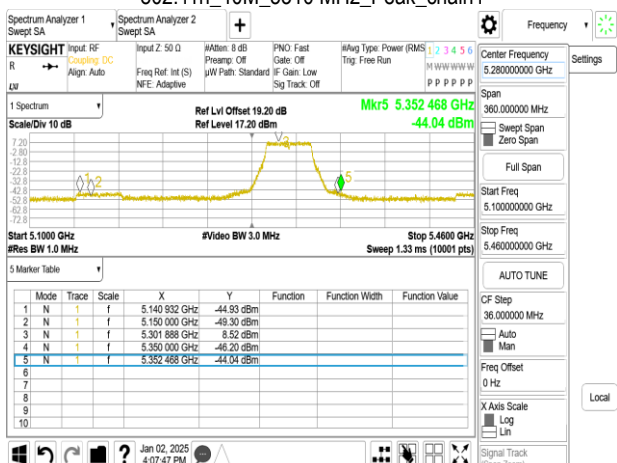 Spectrum Analyzer 1
Swept SA
Spectrum Analyzer 2
Swept SA
+
Frequency
KEYSIGHT
R
Input: RF
Coupling: DC
Align: Auto
Input Z: 50 Ω
Freq Ref: Int (S)
NFE: Adaptive
#Atten: 8 dB
Preamp: Off
µW Path: Standard
PNO: Fast
Gate: Off
IF Gain: Low
Sig Track: Off
#Avg Type: Power (RMS
Trig: Free Run
1 2 3 4 5 6
M W W W W W
P P P P P P
Center Frequency
5.280000000 GHz
Settings
Span
360.000000 MHz
Swept Span
Zero Span
Full Span
Start Freq
5.100000000 GHz
Stop Freq
5.460000000 GHz
AUTO TUNE
CF Step
36.000000 MHz
Auto
Man
Freq Offset
0 Hz
Local
X Axis Scale
Log
Lin
Signal Track
1 Spectrum
Scale/Div 10 dB
Ref Lvl Offset 19.20 dB
Ref Level 17.20 dBm
Mkr5 5.352 468 GHz
-44.04 dBm
7.20
-2.80
-12.8
-22.8
-32.8
-42.8
-52.8
-62.8
-72.8
1 2
5
Start 5.1000 GHz
#Res BW 1.0 MHz
#Video BW 3.0 MHz
Stop 5.4600 GHz
Sweep 1.33 ms (10001 pts)
5 Marker Table
Mode Trace Scale X Y Function Function Width Function Value
1 N 1 f 5.140 932 GHz -44.93 dBm
2 N 1 f 5.150 000 GHz -49.30 dBm
3 N 1 f 5.301 888 GHz 8.52 dBm
4 N 1 f 5.350 000 GHz -46.20 dBm
5 N 1 f 5.352 468 GHz -44.04 dBm
6
7
8
9
10
?
Jan 02, 2025
4:07:47 PM